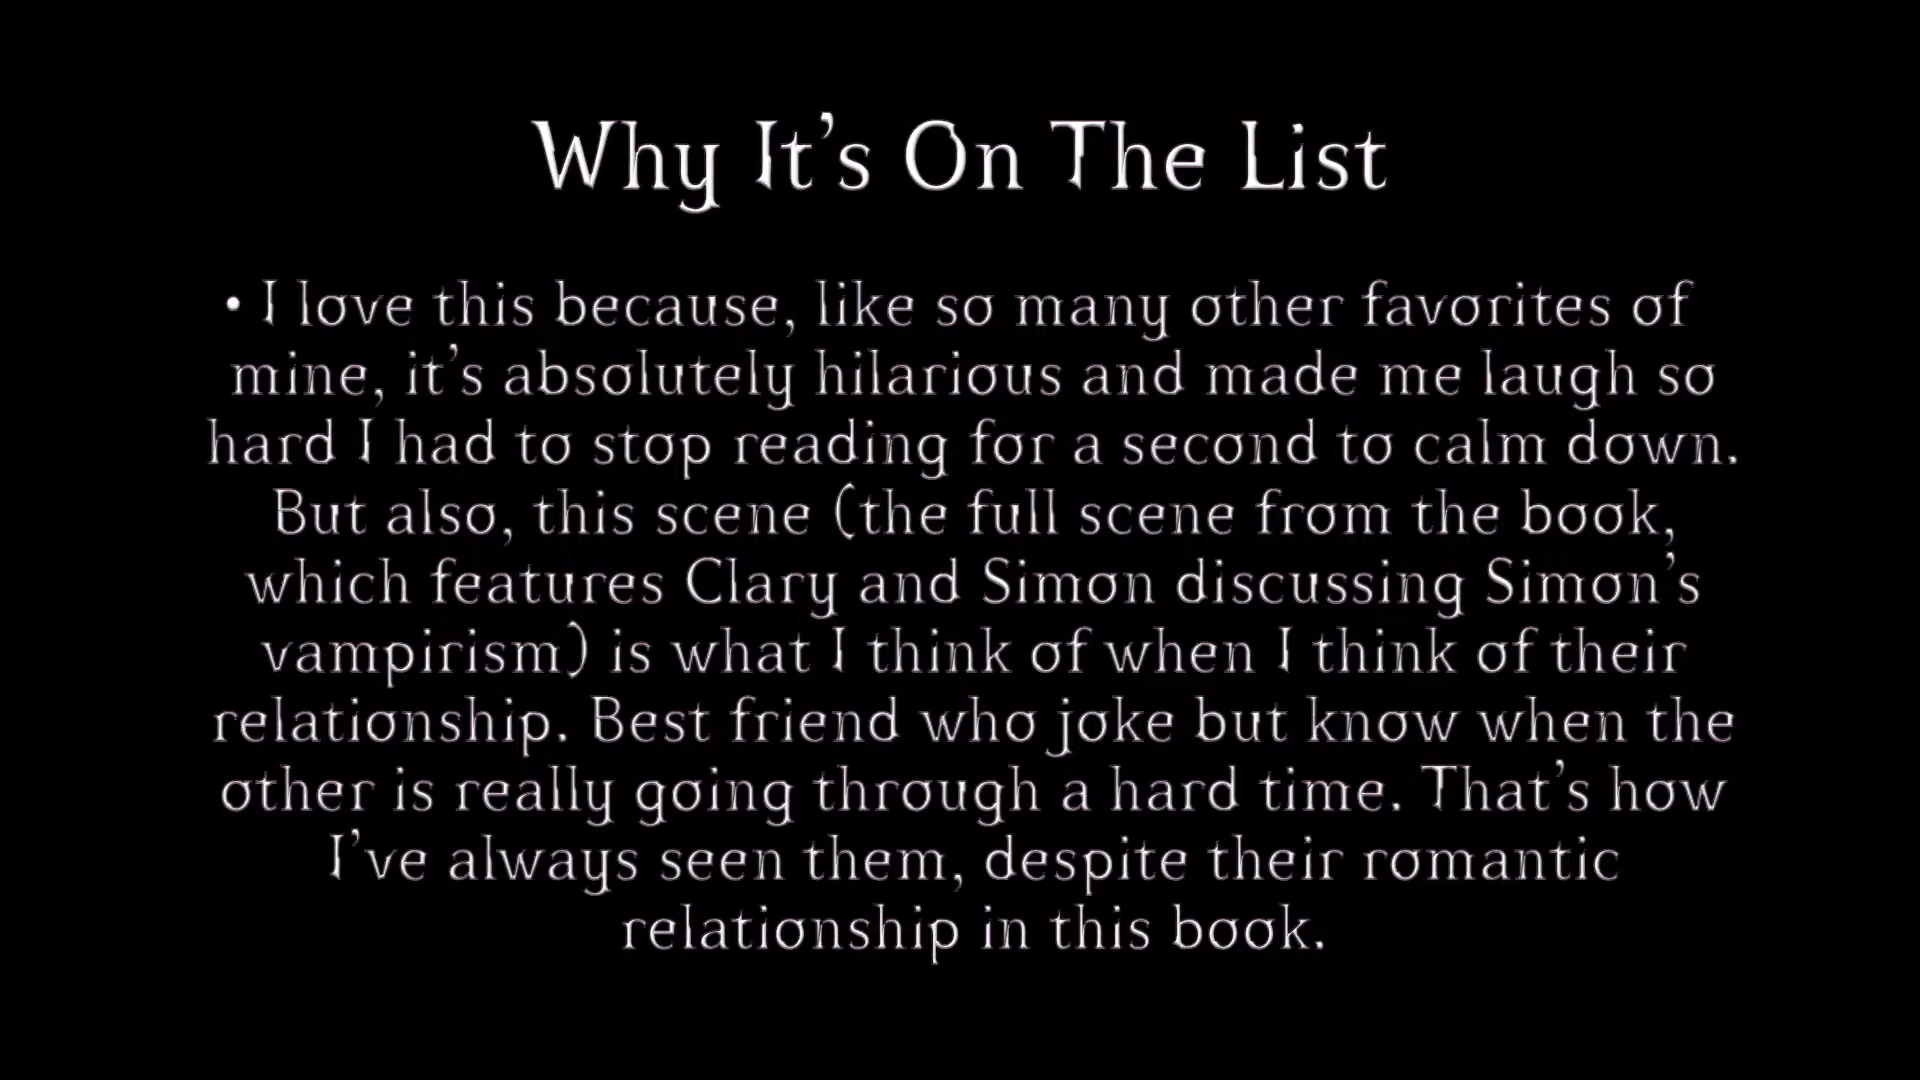 Why It's On The List
• I love this because, like so many other favorites of
mine, it's absolutely hilarious and made me laugh so
hard I had to stop reading for a second to calm down.
But also, this scene (the full scene from the book,
which features Clary and Simon discussing Simon's
vampirism) is what I think of when I think of their
relationship. Best friend who joke but know when the
other is really going through a hard time. That's how
I've always seen them, despite their romantic
relationship in this book.